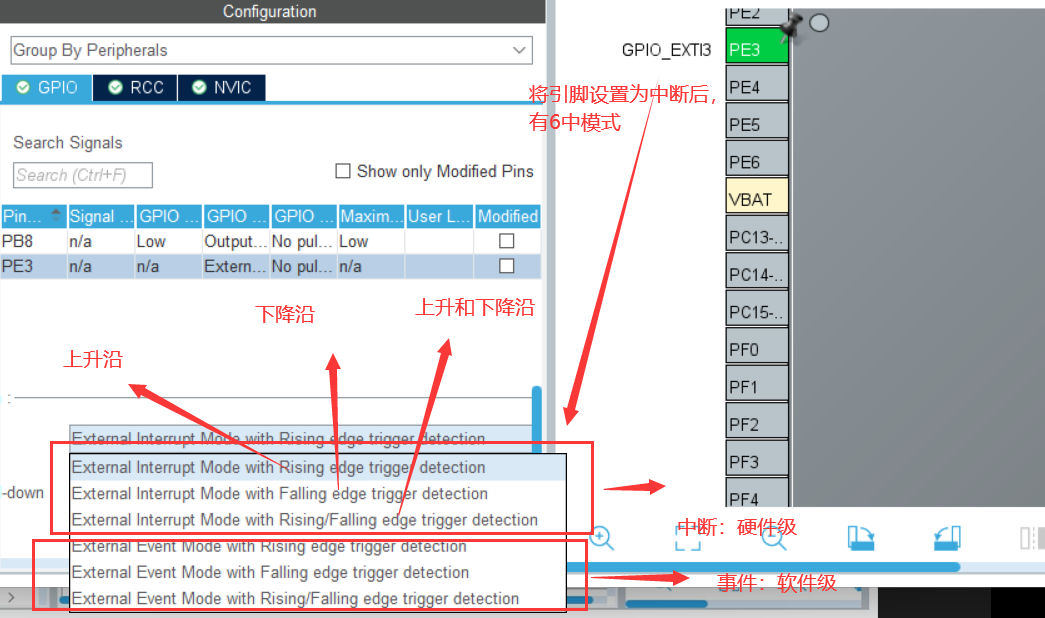 Configuration
Group By Peripherals
GPIO
RCC
NVIC
Search Signals
Search (Ctrl+F)
Show only Modified Pins
Pin...
Signal ...
GPIO ...
GPIO ...
GPIO ...
Maxim...
User L...
Modified
PB8
n/a
Low
Output...
No pul...
Low
PE3
n/a
n/a
Extern...
No pul...
n/a
上升沿
下降沿
上升和下降沿
:
External Interrupt Mode with Rising edge trigger detection
External Interrupt Mode with Rising edge trigger detection
-down
External Interrupt Mode with Falling edge trigger detection
External Interrupt Mode with Rising/Falling edge trigger detection
External Event Mode with Rising edge trigger detection
External Event Mode with Falling edge trigger detection
External Event Mode with Rising/Falling edge trigger detection
GPIO_EXTI3
将引脚设置为中断后，
有6中模式
PE2
PE3
PE4
PE5
PE6
VBAT
PC13-..
PC14-..
PC15-..
PF0
PF1
PF2
PF3
PF4
中断：硬件级
事件：软件级